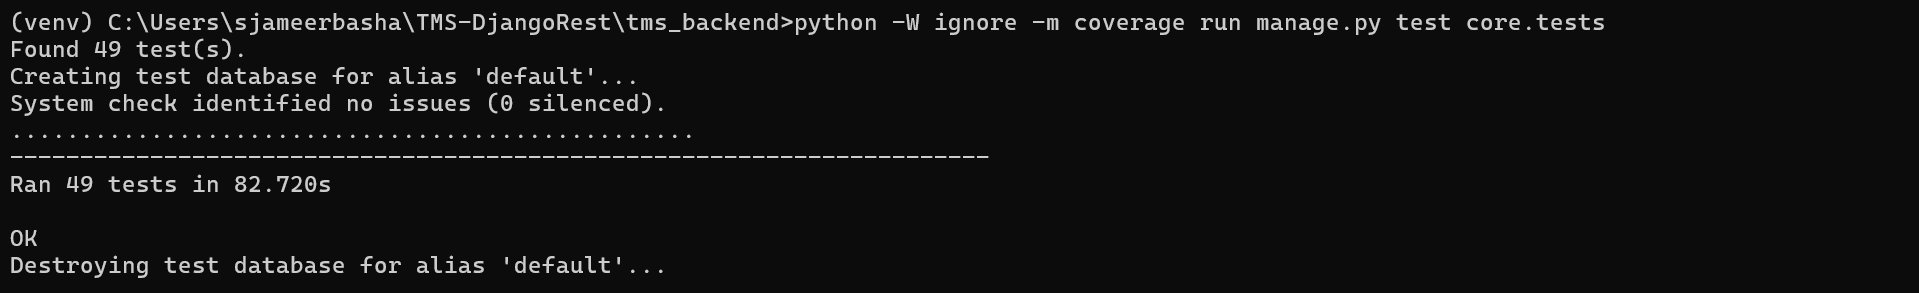 (venv) C:\Users\sjameerbasha\TMS-DjangoRest\tms_backend>python -W ignore -m coverage run manage.py test core.tests
Found 49 test(s).
Creating test database for alias 'default'...
System check identified no issues (0 silenced).
.................................................
----------------------------------------------------------------------
Ran 49 tests in 82.720s

OK
Destroying test database for alias 'default'...